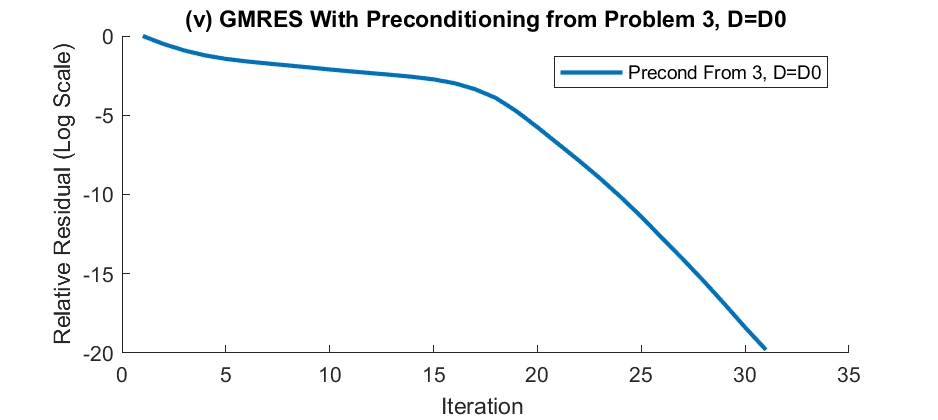 (v) GMRES With Preconditioning from Problem 3, D=D0
Precond From 3, D=D0
Relative Residual (Log Scale)
0
-5
-10
-15
-20
0 5 10 15 20 25 30 35
Iteration